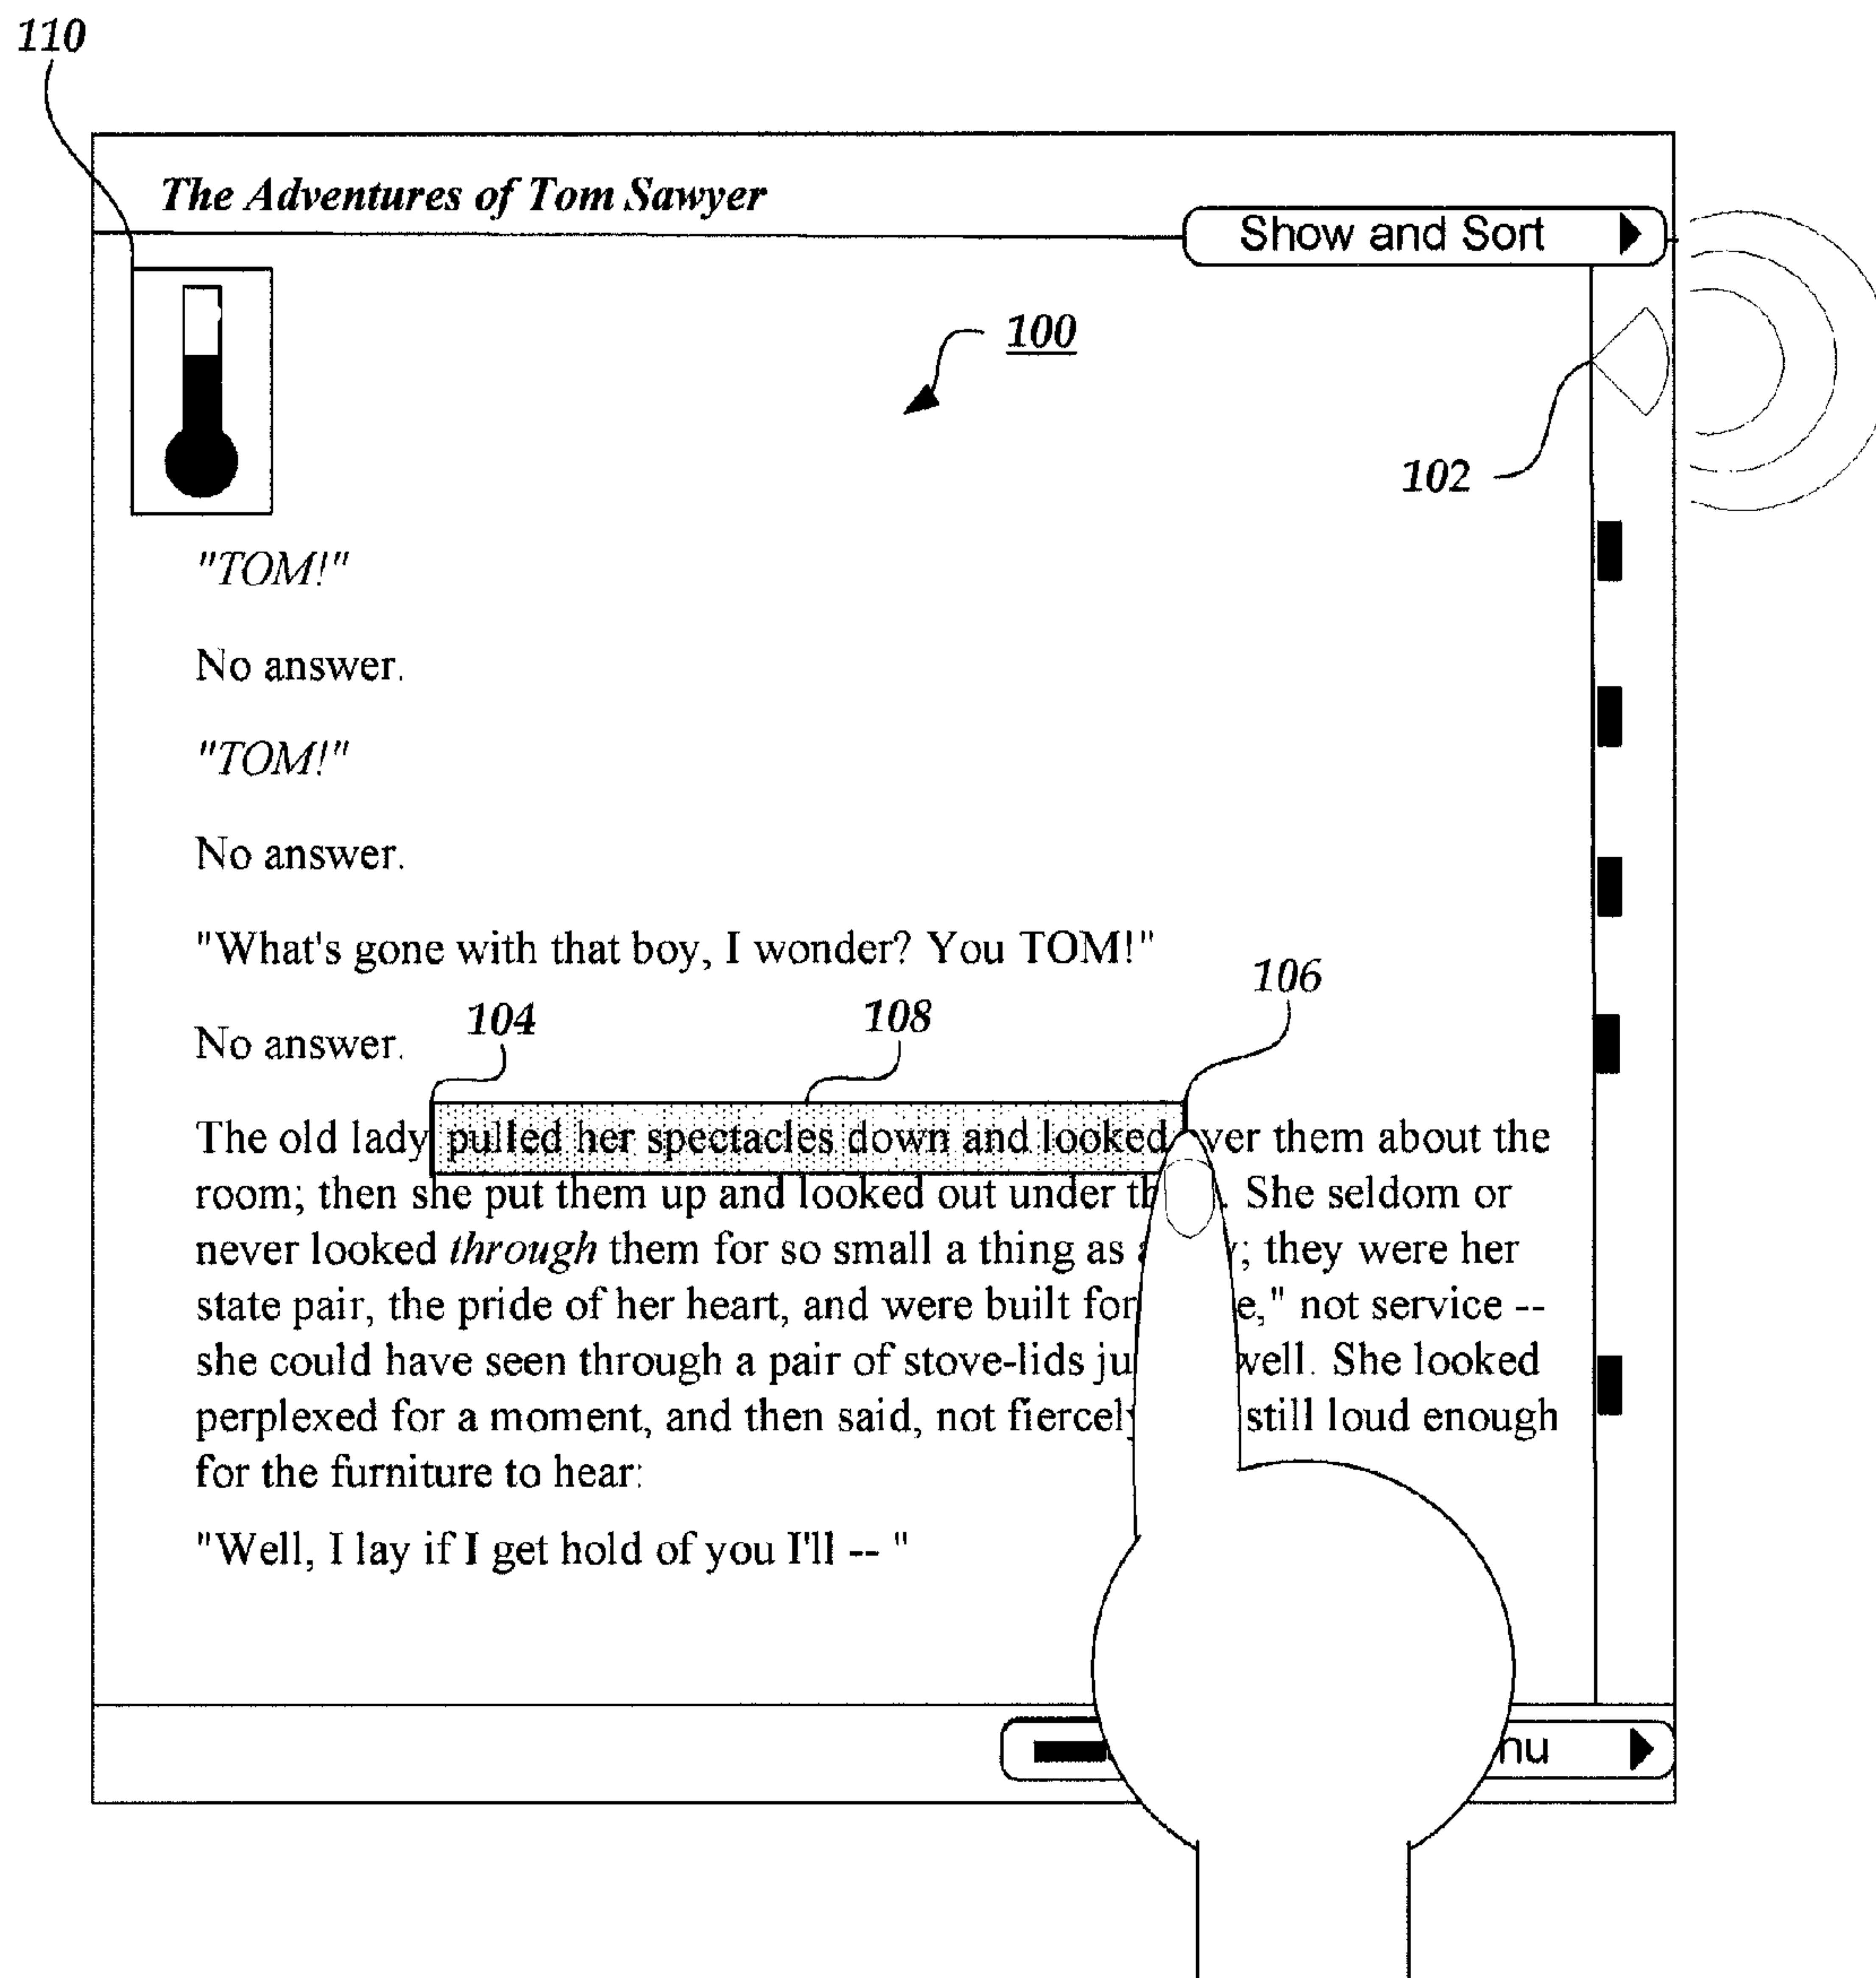 110
The Adventures of Tom Sawyer
Show and Sort
100
102
"TOM!"
No answer.
"TOM!"
No answer.
"What's gone with that boy, I wonder? You TOM!"
106
104
108
No answer.
The old lady pulled her spectacles down and looked ver them about the
room; then she put them up and looked out under th . She seldom or
never looked through them for so small a thing as a ; they were her
state pair, the pride of her heart, and were built for e," not service --
she could have seen through a pair of stove-lids ju well. She looked
perplexed for a moment, and then said, not fiercely still loud enough
for the furniture to hear:
"Well, I lay if I get hold of you I'll -- "
nu